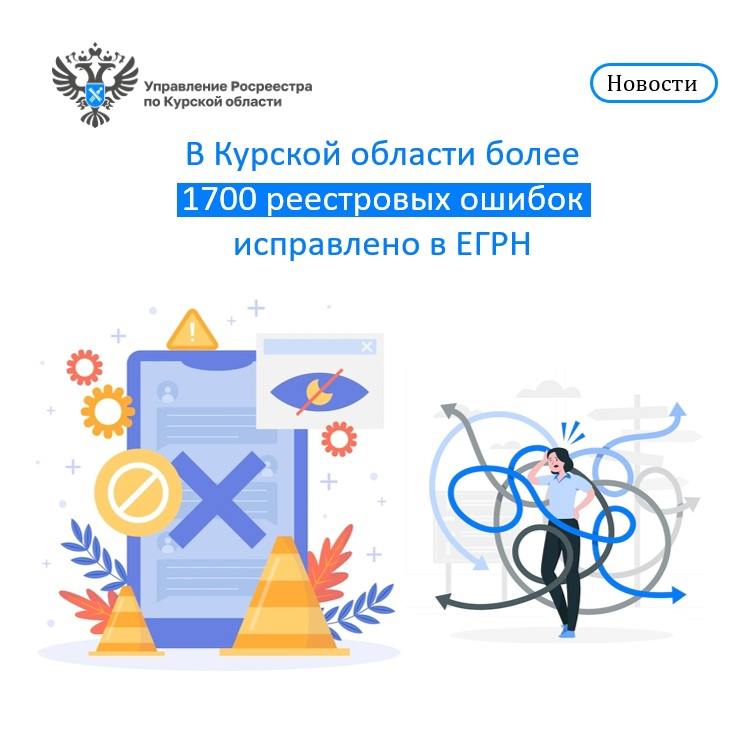 Управление Росреестра
по Курской области
Новости
В Курской области более
1700 реестровых ошибок
исправлено в ЕГРН